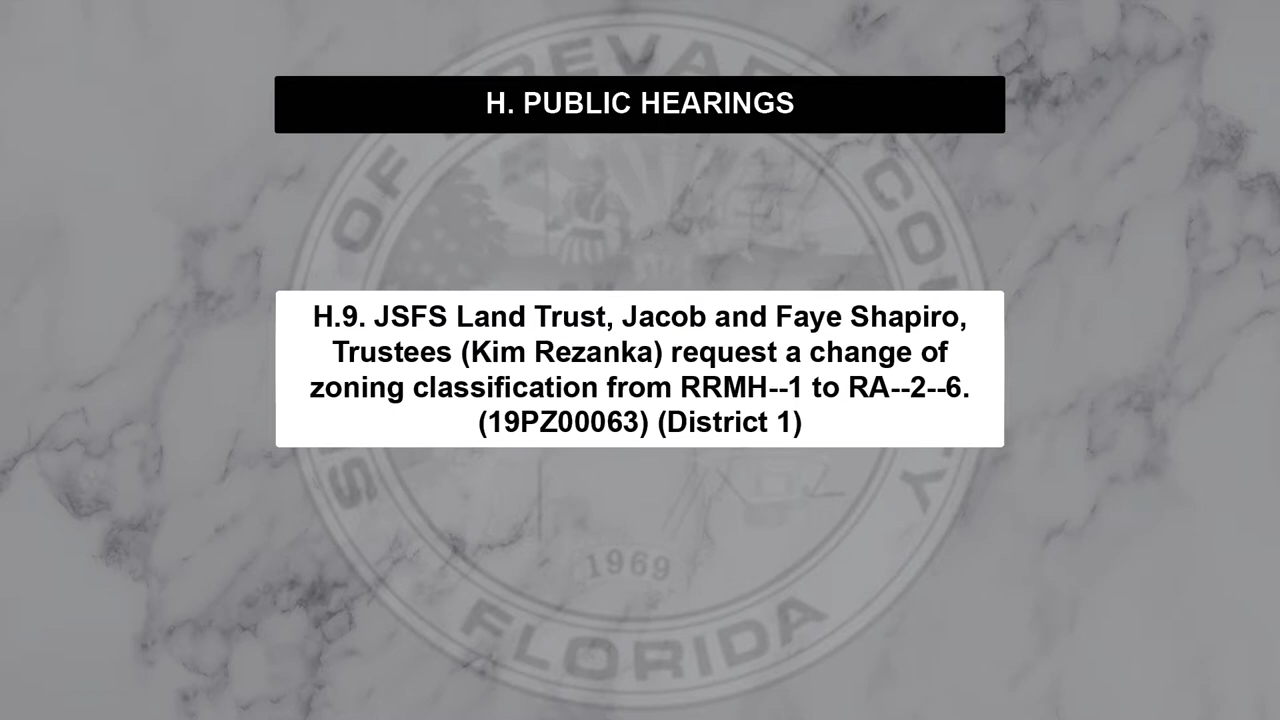 H. PUBLIC HEARINGS
H.9. JSFS Land Trust, Jacob and Faye Shapiro,
Trustees (Kim Rezanka) request a change of
zoning classification from RRMH--1 to RA--2--6.
(19PZ00063) (District 1)
1969
FLORIDA